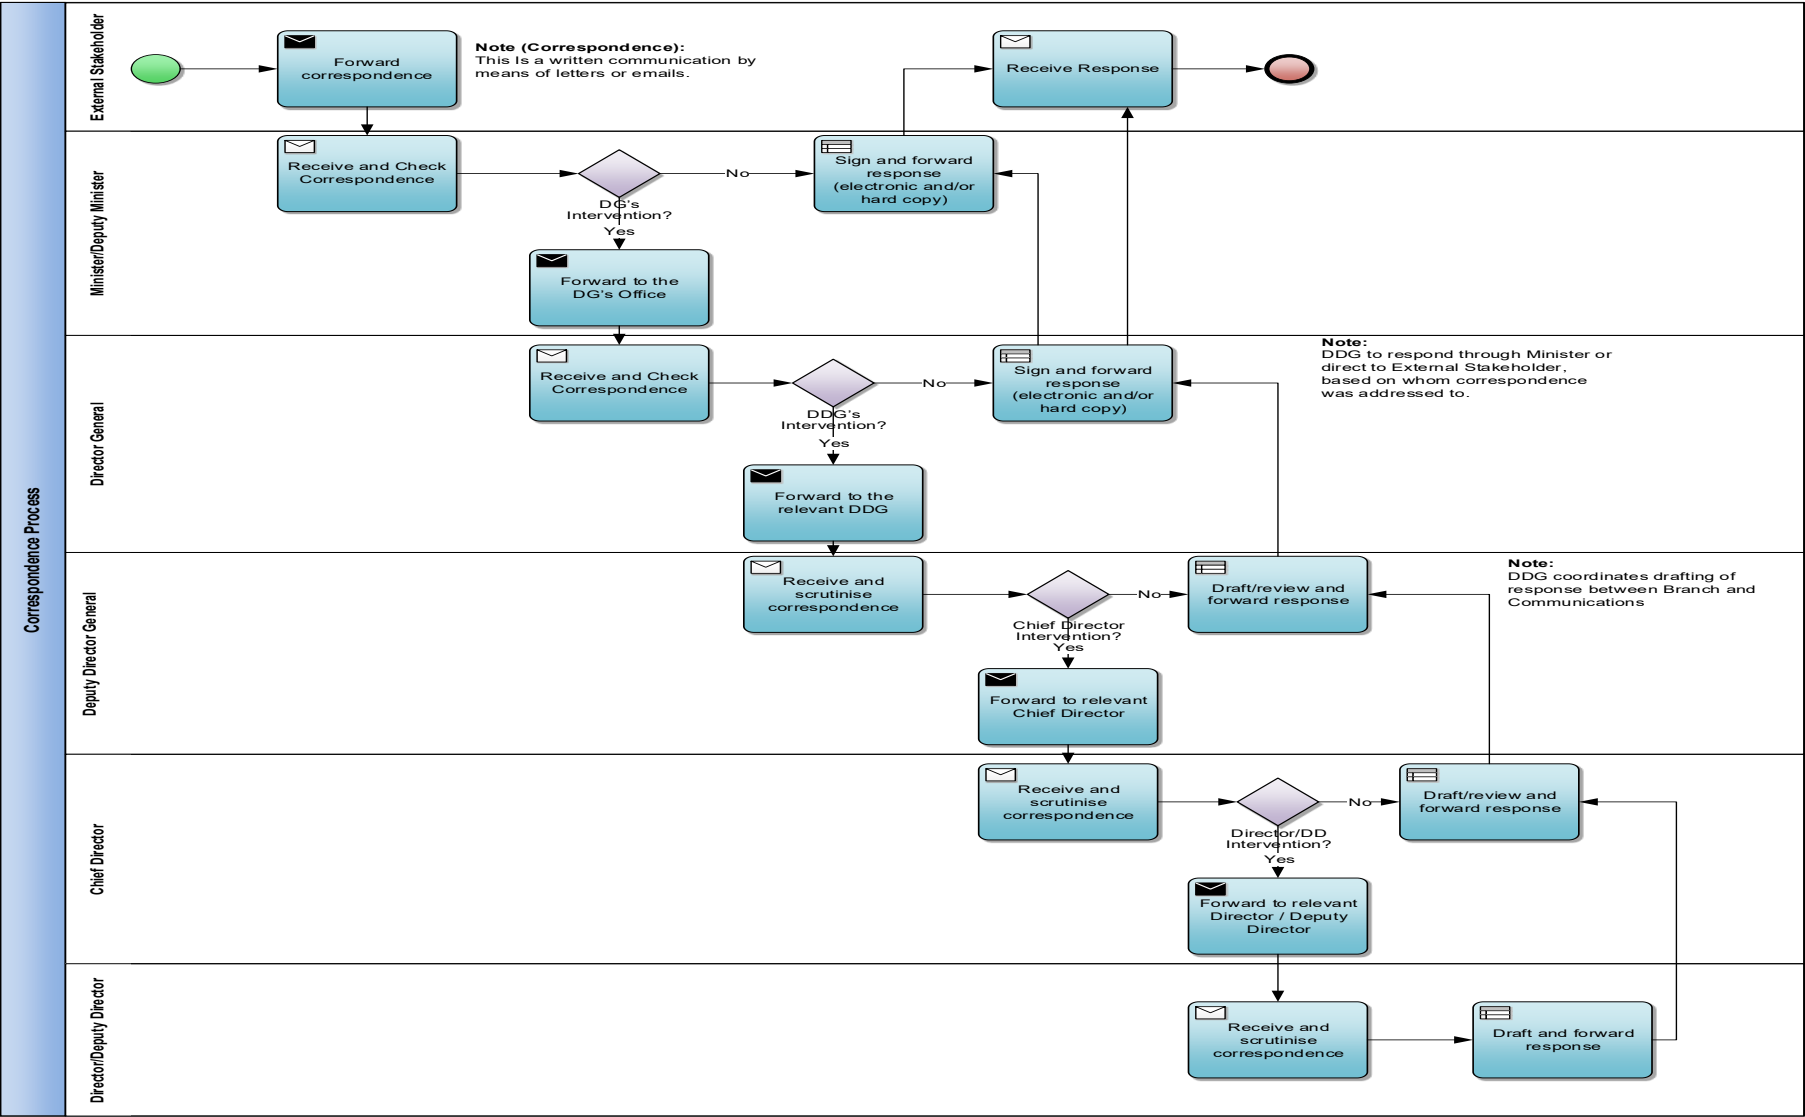 Correspondence Process
External Stakeholder
Forward
correspondence
Note (Correspondence):
This Is a written communication by
means of letters or emails.
Receive Response
Minister/Deputy Minister
Receive and Check
Correspondence
DG's
Intervention?
No
Yes
Sign and forward
response
(electronic and/or
hard copy)
Forward to the
DG's Office
Director General
Receive and Check
Correspondence
DDG's
Intervention?
No
Yes
Sign and forward
response
(electronic and/or
hard copy)
Note:
DDG to respond through Minister or
direct to External Stakeholder,
based on whom correspondence
was addressed to.
Forward to the
relevant DDG
Deputy Director General
Receive and
scrutinise
correspondence
Chief Director
Intervention?
No
Yes
Draft/review and
forward response
Note:
DDG coordinates drafting of
response between Branch and
Communications
Forward to relevant
Chief Director
Chief Director
Receive and
scrutinise
correspondence
Director/DD
Intervention?
No
Yes
Draft/review and
forward response
Forward to relevant
Director / Deputy
Director
Director/Deputy Director
Receive and
scrutinise
correspondence
Draft and forward
response